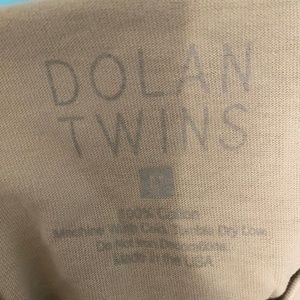 DOLAN
TWINS
100% Cotton
Machine Wash Cold, Tumble Dry Low
Do Not Iron Decorations.
Made in the USA